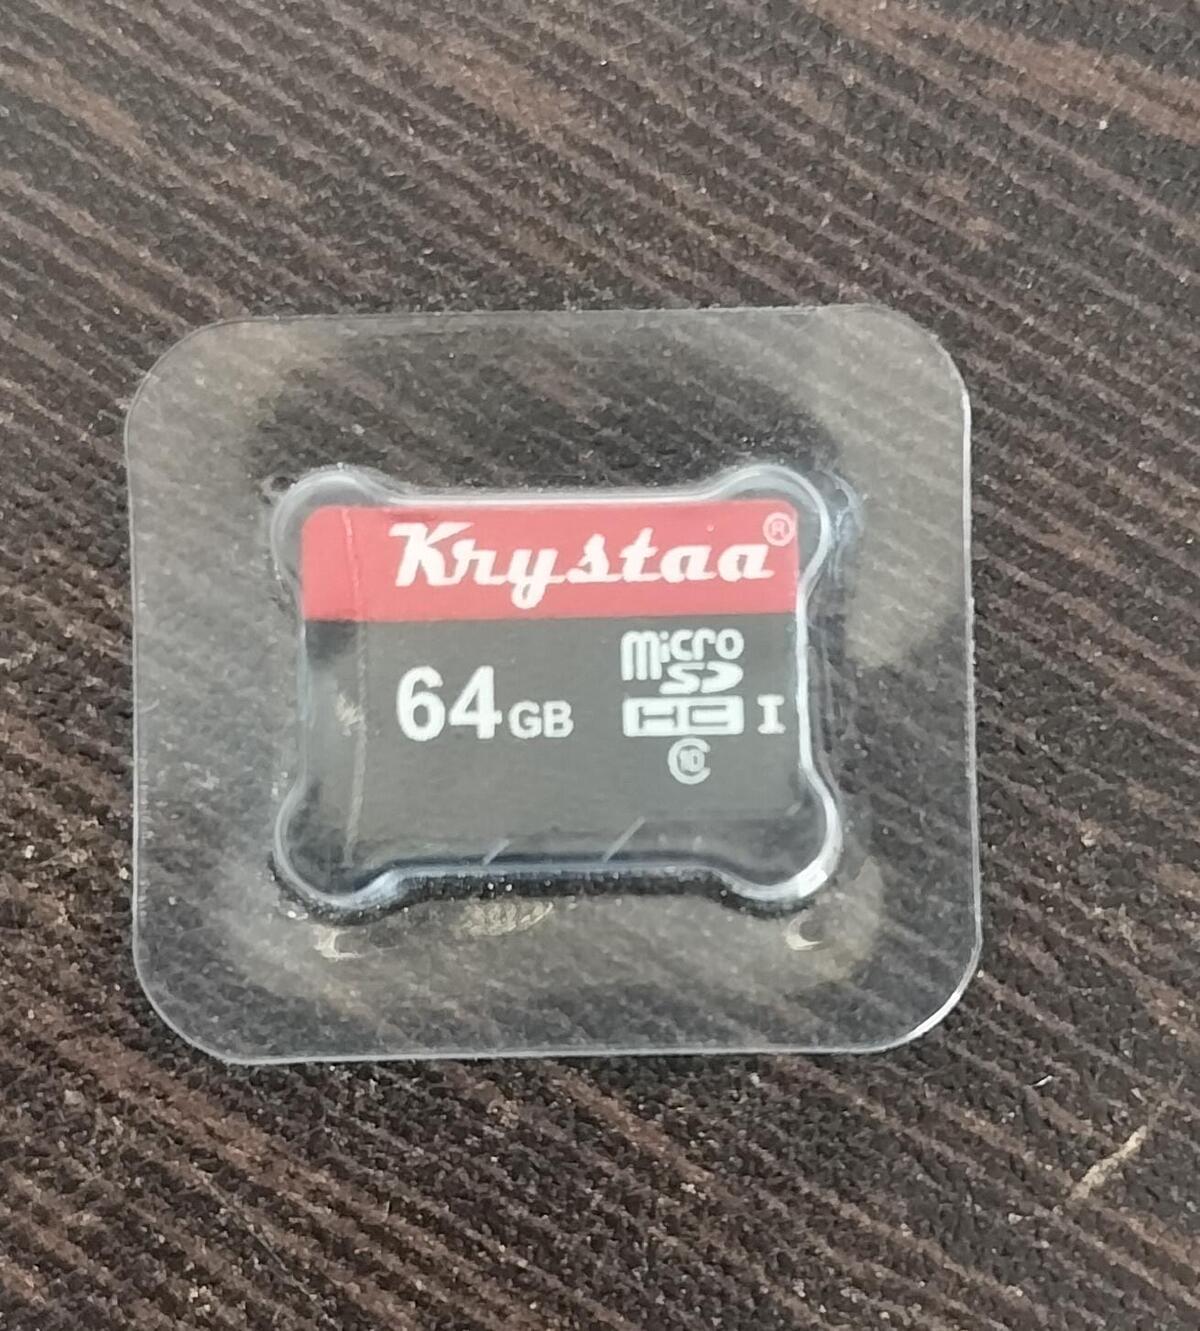 Krystaa®
64GB
micro
SD
HC I
10